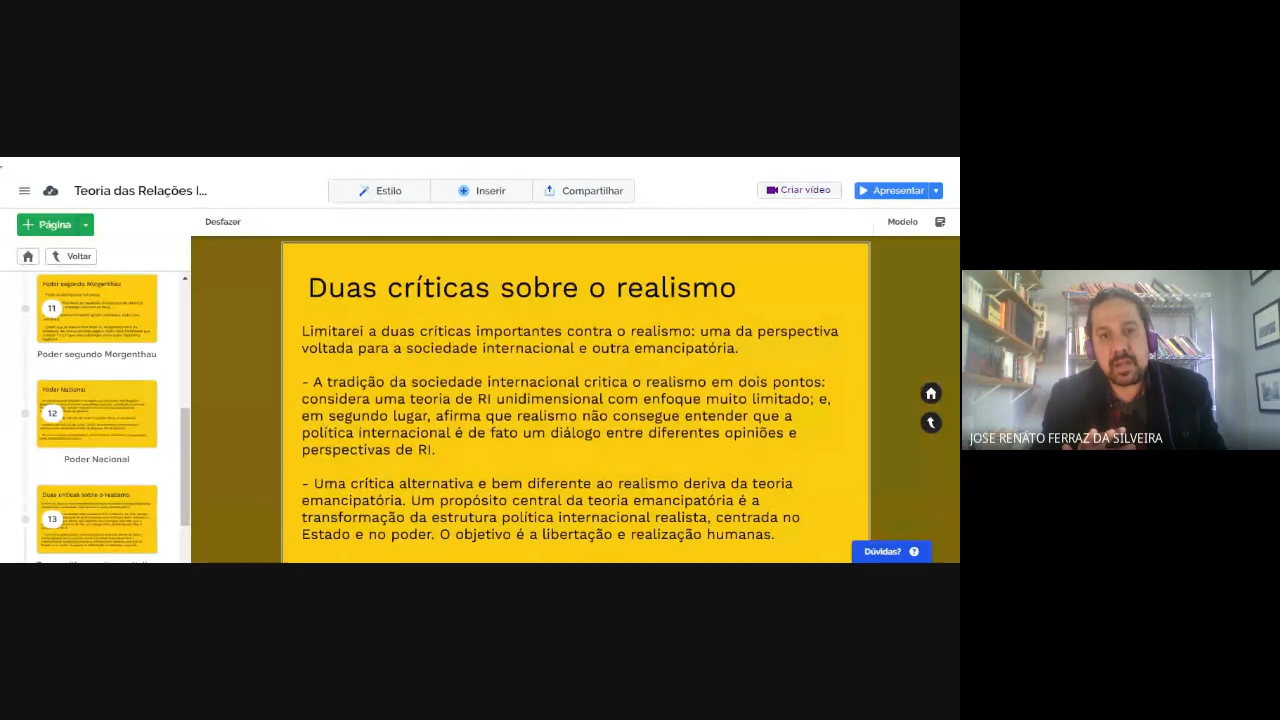 Teoria das Relações I...
Estilo
Inserir
Compartilhar
Criar vídeo
Apresentar
Página
Desfazer
Modelo
Voltar
Poder segundo Morgenthau
11
Poder segundo Morgenthau
Poder Nacional
12
Poder Nacional
Duas críticas sobre o realismo
13
Duas críticas sobre o realismo
Limitarei a duas críticas importantes contra o realismo: uma da perspectiva
voltada para a sociedade internacional e outra emancipatória.
- A tradição da sociedade internacional critica o realismo em dois pontos:
considera uma teoria de RI unidimensional com enfoque muito limitado; e,
em segundo lugar, afirma que realismo não consegue entender que a
política internacional é de fato um diálogo entre diferentes opiniões e
perspectivas de RI.
- Uma crítica alternativa e bem diferente ao realismo deriva da teoria
emancipatória. Um propósito central da teoria emancipatória é a
transformação da estrutura política internacional realista, centrada no
Estado e no poder. O objetivo é a libertação e realização humanas.
Dúvidas?
JOSE RENATO FERRAZ DA SILVEIRA